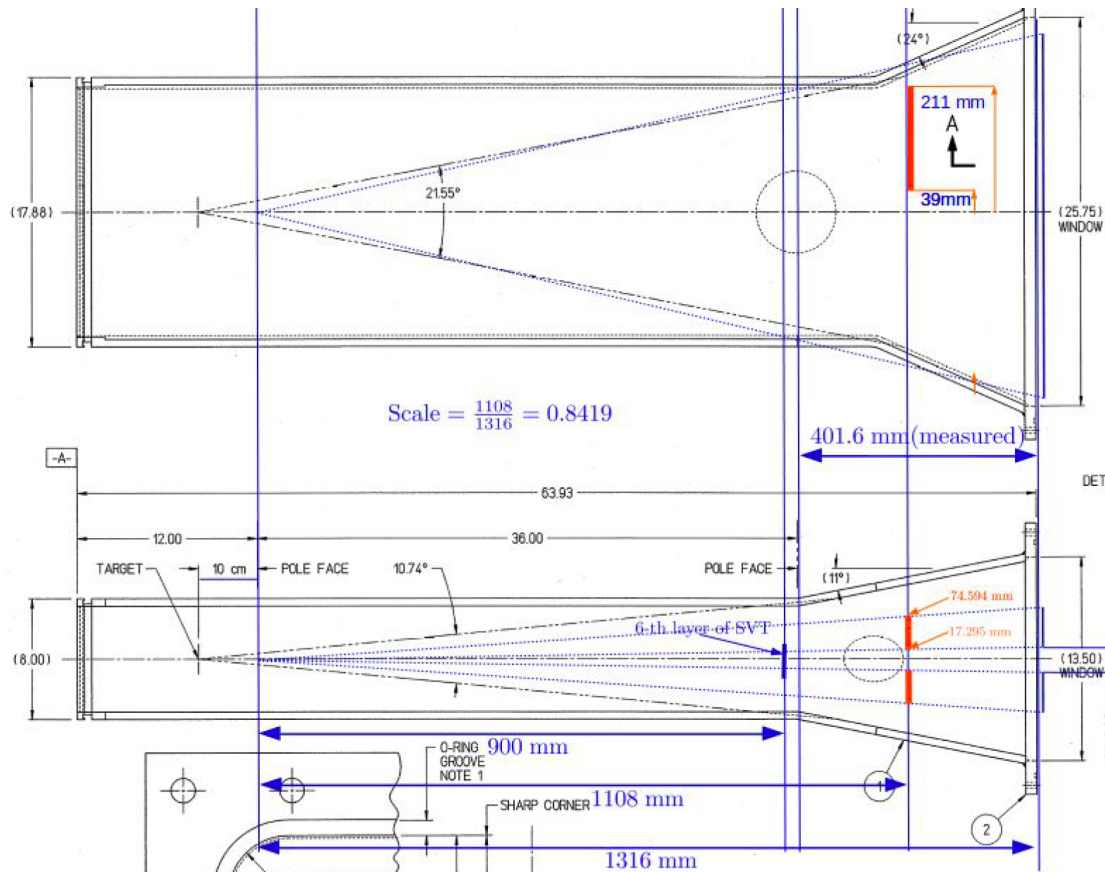 (24°)
211 mm
A
21.55°
(17.88)
39mm
(25.75)
WINDOW
Scale = 1108/1316 = 0.8419
401.6 mm(measured)
-A-
DET
63.93
12.00
36.00
TARGET
10 cm
POLE FACE
10.74°
POLE FACE
(11°)
74.594 mm
6-th layer of SVT
17.295 mm
(8.00)
(13.50)
WINDOW
O-RING
GROOVE
NOTE 1
900 mm
1
1108 mm
SHARP CORNER
2
1316 mm